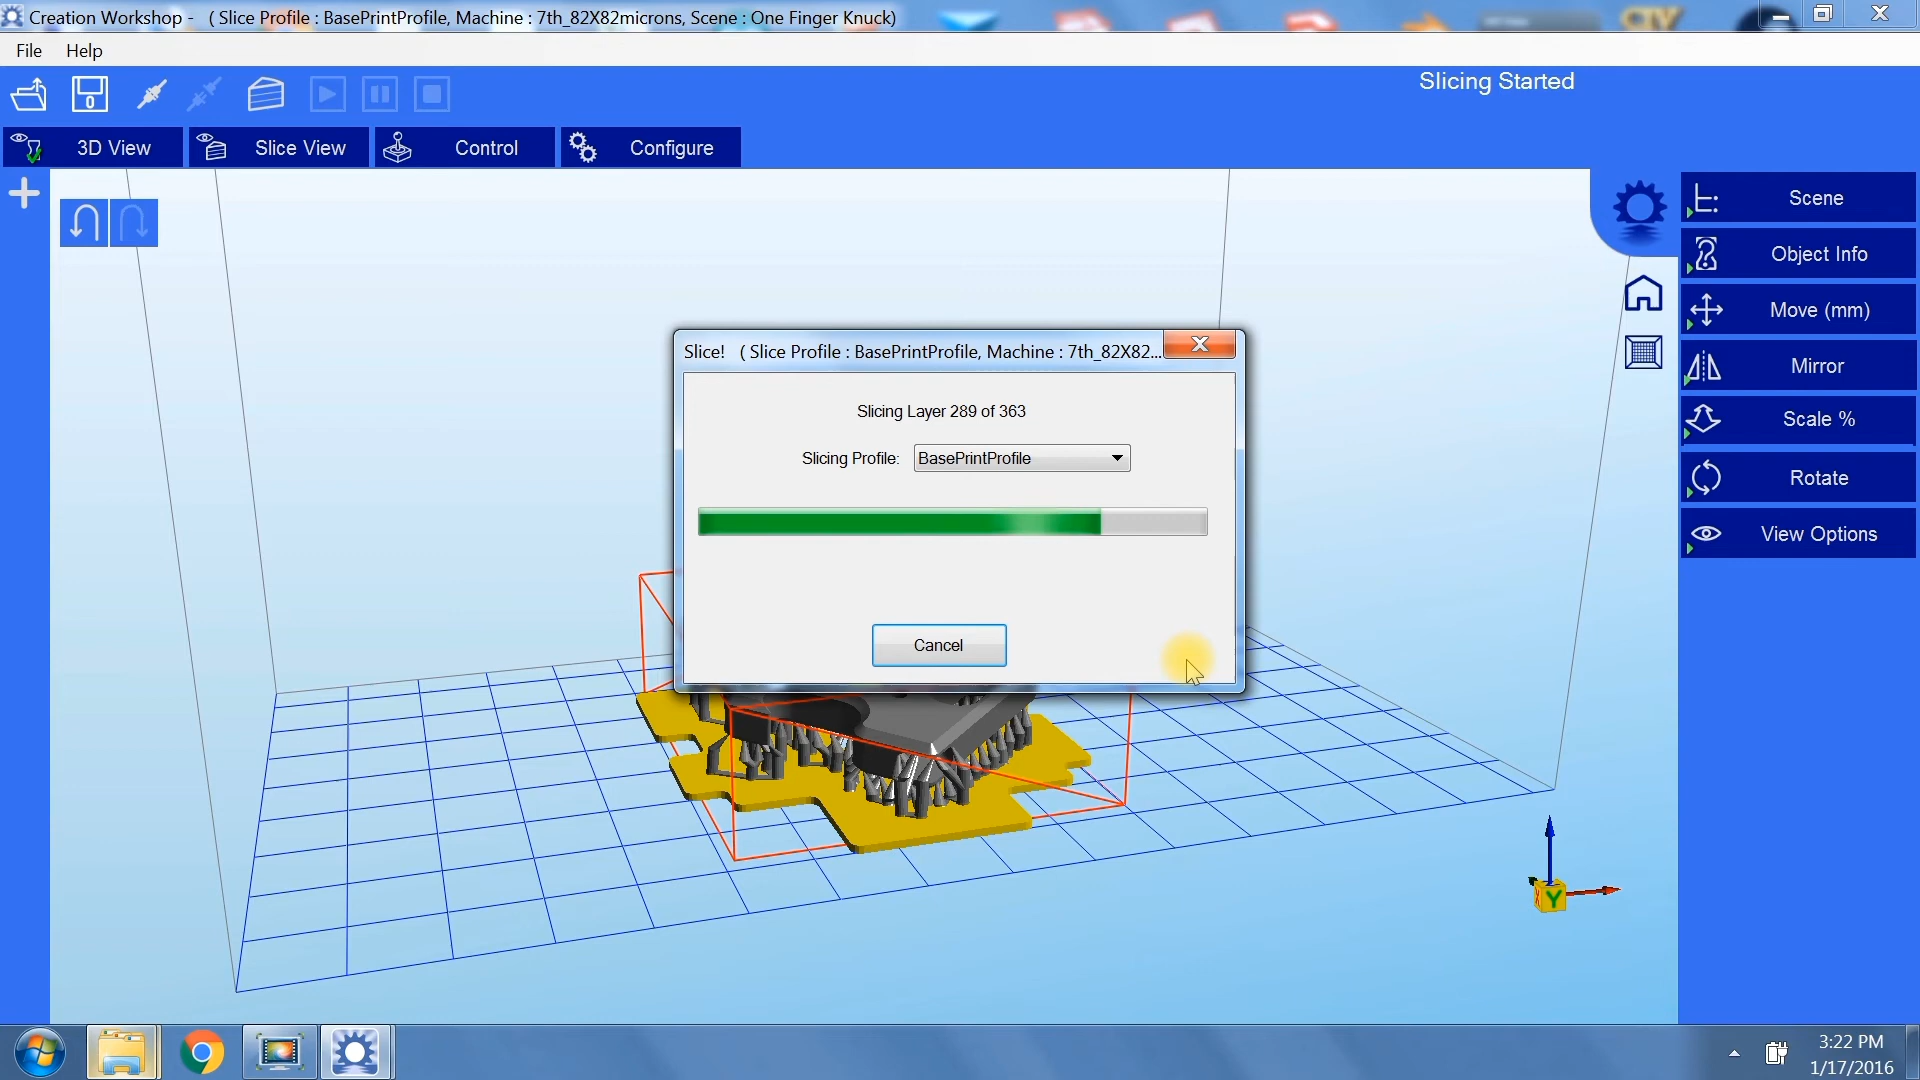 Creation Workshop -   ( Slice Profile : BasePrintProfile, Machine : 7th_82X82microns, Scene : One Finger Knuck)
File Help
Slicing Started
3D View Slice View Control Configure
Scene
Object Info
Move (mm)
Mirror
Scale %
Rotate
View Options
Slice!   ( Slice Profile : BasePrintProfile, Machine : 7th_82X82...
Slicing Layer 289 of 363
Slicing Profile: BasePrintProfile
Cancel
Y
3:22 PM
1/17/2016